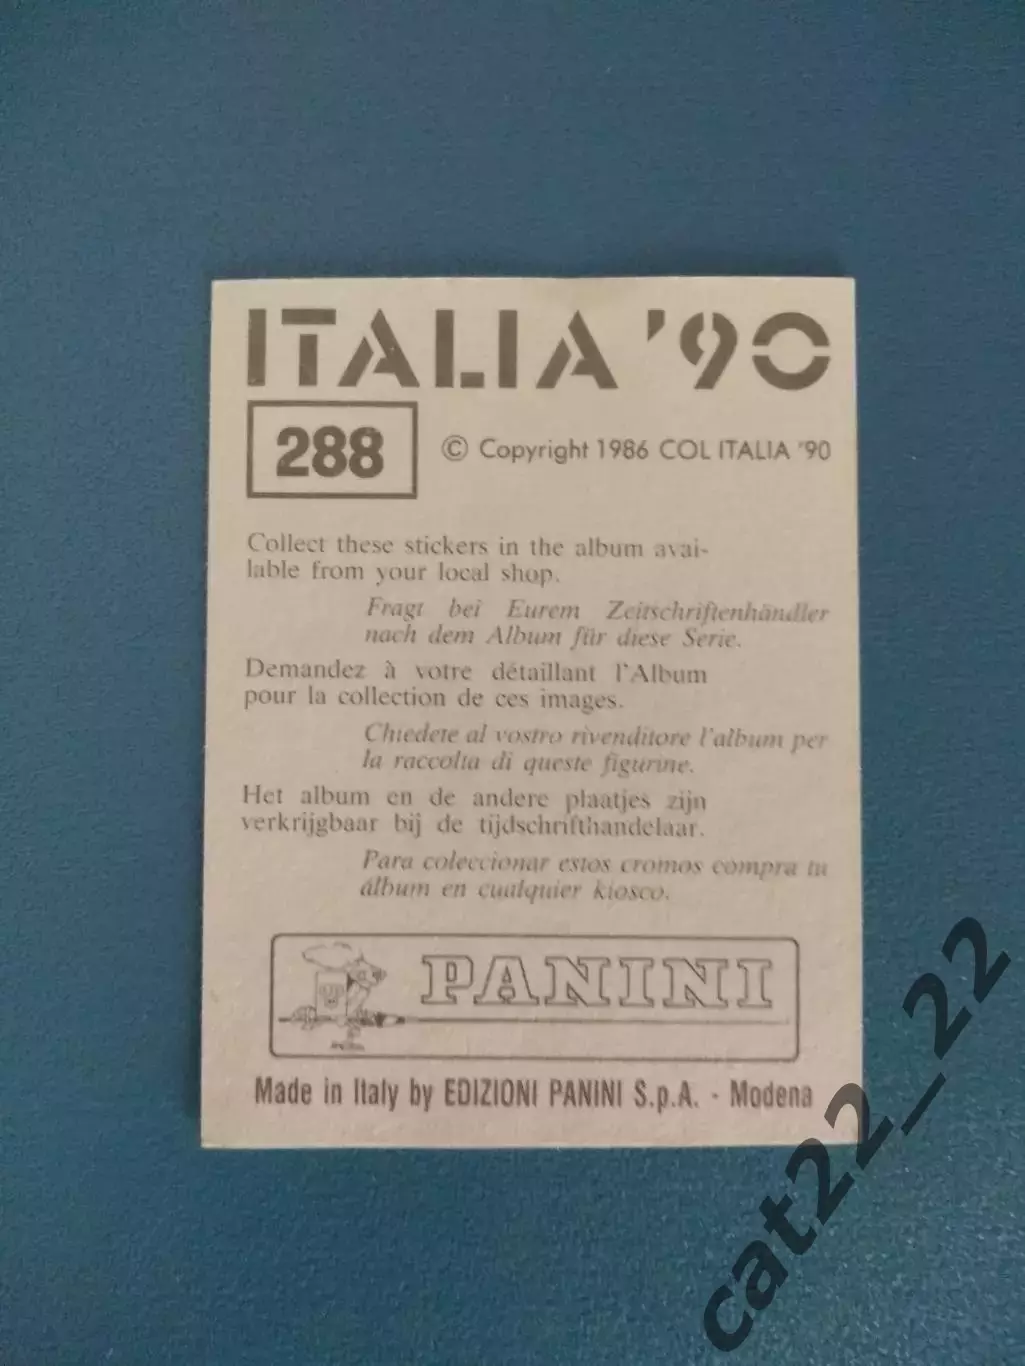 ITALIA '90
288
© Copyright 1986 COL ITALIA '90
Collect these stickers in the album avai-
lable from your local shop.
Fragt bei Eurem Zeitschriftenhändler
nach dem Album für diese Serie.
Demandez à votre détaillant l'Album
pour la collection de ces images.
Chiedete al vostro rivenditore l'album per
la raccolta di queste figurine.
Het album en de andere plaatjes zijn
verkrijgbaar bij de tijdschrifthandelaar.
Para coleccionar estos cromos compra tu
álbum en cualquier kiosco.
PANINI
Made in Italy by EDIZIONI PANINI S.p.A. - Modena
cat22_22